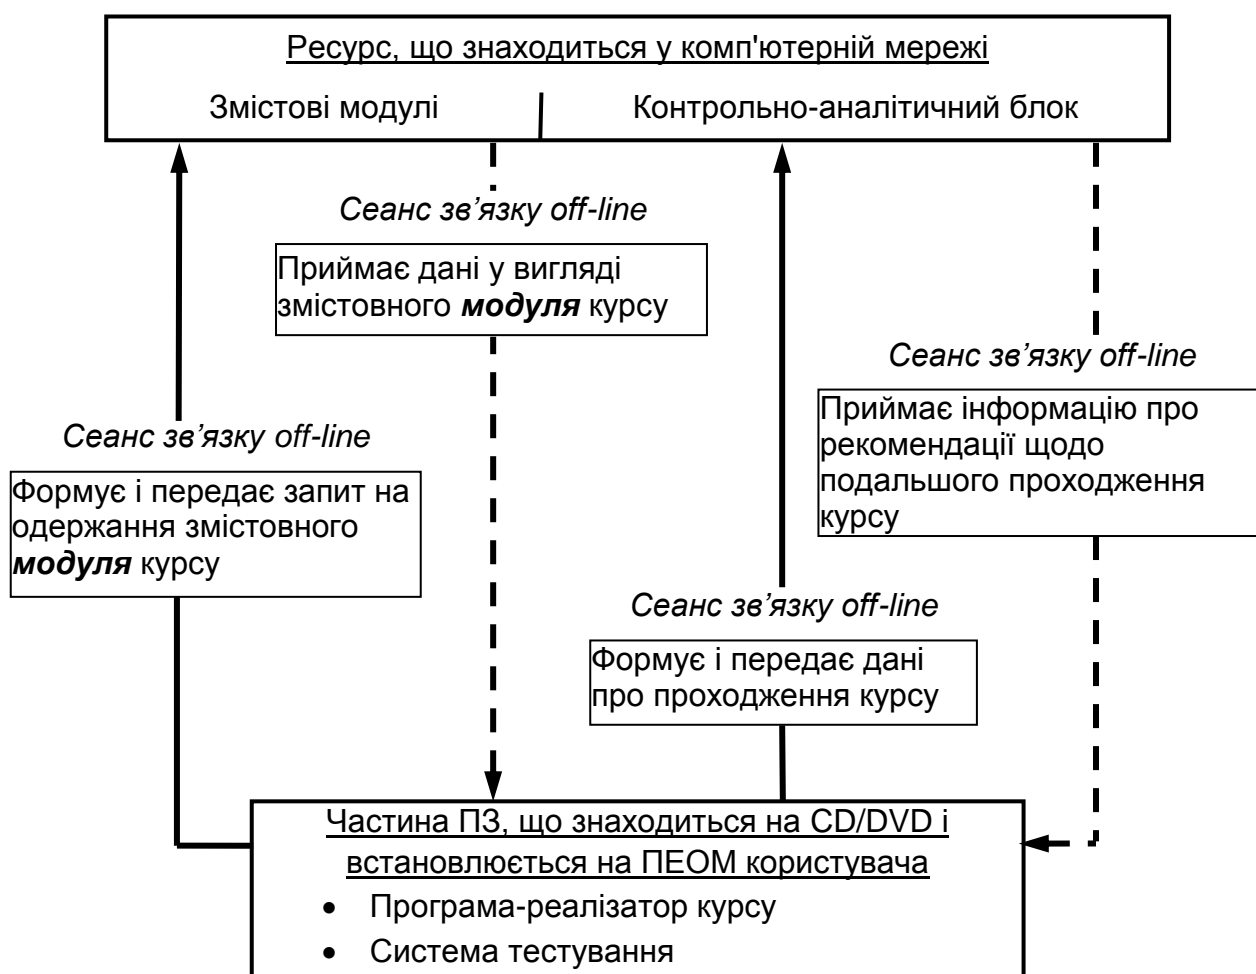 Ресурс, що знаходиться у комп'ютерній мережі
Змістові модулі
Контрольно-аналітичний блок
Сеанс зв’язку off-line
Приймає дані у вигляді
змістовного модуля курсу
Сеанс зв’язку off-line
Приймає інформацію про
рекомендації щодо
подальшого проходження
курсу
Сеанс зв’язку off-line
Формує і передає запит на
одержання змістовного
модуля курсу
Сеанс зв’язку off-line
Формує і передає дані
про проходження курсу
Частина ПЗ, що знаходиться на CD/DVD і
встановлюється на ПЕОМ користувача
• Програма-реалізатор курсу
• Система тестування